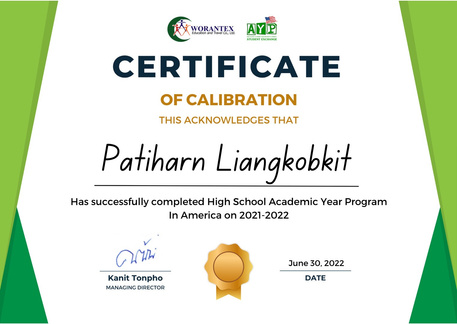 WORANTEX
Education and Travel Co., Ltd
AYP
STUDENT EXCHANGE
CERTIFICATE
OF CALIBRATION
THIS ACKNOWLEDGES THAT
Patiharn Liangkobkit
Has successfully completed High School Academic Year Program
In America on 2021-2022
Kanit Tonpho
MANAGING DIRECTOR
June 30, 2022
DATE